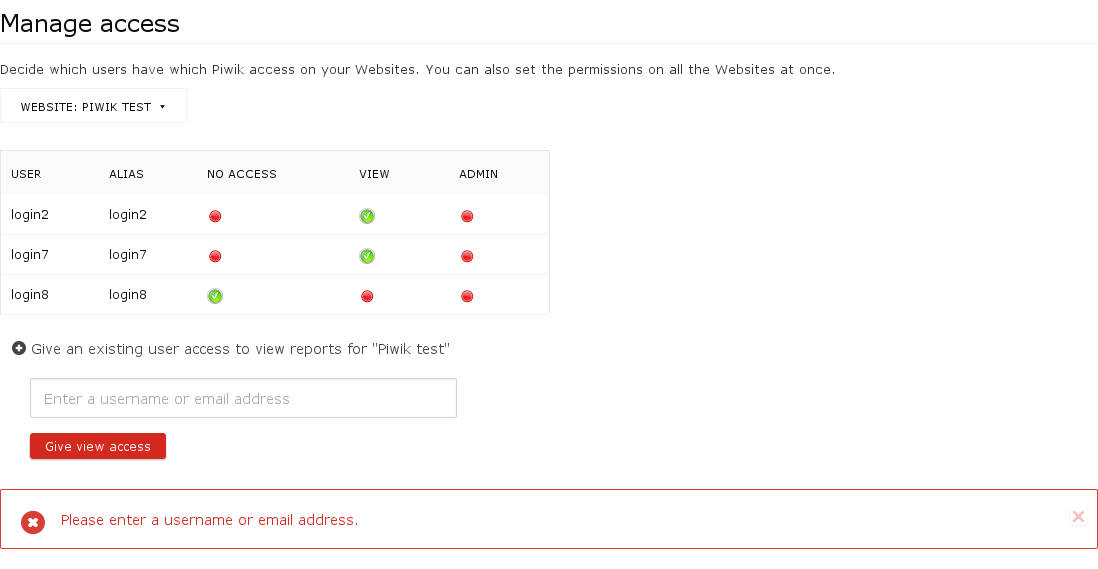 Manage access
Decide which users have which Piwik access on your Websites. You can also set the permissions on all the Websites at once.
WEBSITE: PIWIK TEST
USER ALIAS NO ACCESS VIEW ADMIN
login2 login2
login7 login7
login8 login8
Give an existing user access to view reports for "Piwik test"
Enter a username or email address
Give view access
Please enter a username or email address.